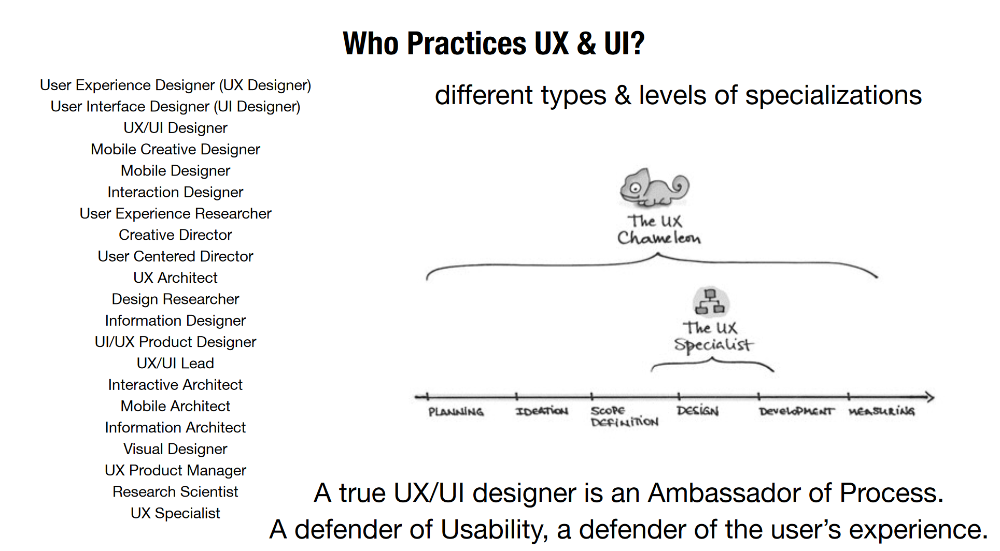 Who Practices UX & UI?
User Experience Designer (UX Designer)
User Interface Designer (UI Designer)
UX/UI Designer
Mobile Creative Designer
Mobile Designer
Interaction Designer
User Experience Researcher
Creative Director
User Centered Director
UX Architect
Design Researcher
Information Designer
UI/UX Product Designer
UX/UI Lead
Interactive Architect
Mobile Architect
Information Architect
Visual Designer
UX Product Manager
Research Scientist
UX Specialist
different types & levels of specializations
The UX
Chameleon
The UX
Specialist
PLANNING
IDEATION
SCOPE
DEFINITION
DESIGN
DEVELOPMENT
MEASURING
A true UX/UI designer is an Ambassador of Process.
A defender of Usability, a defender of the user’s experience.